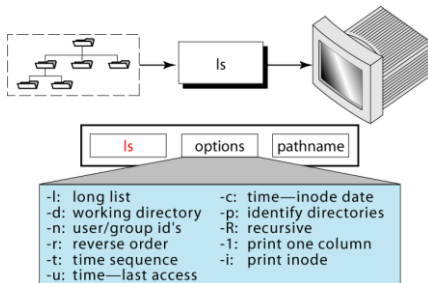 ls
ls options pathname
-l: long list -c: time—inode date
-d: working directory -p: identify directories
-n: user/group id's -R: recursive
-r: reverse order -1: print one column
-t: time sequence -i: print inode
-u: time—last access